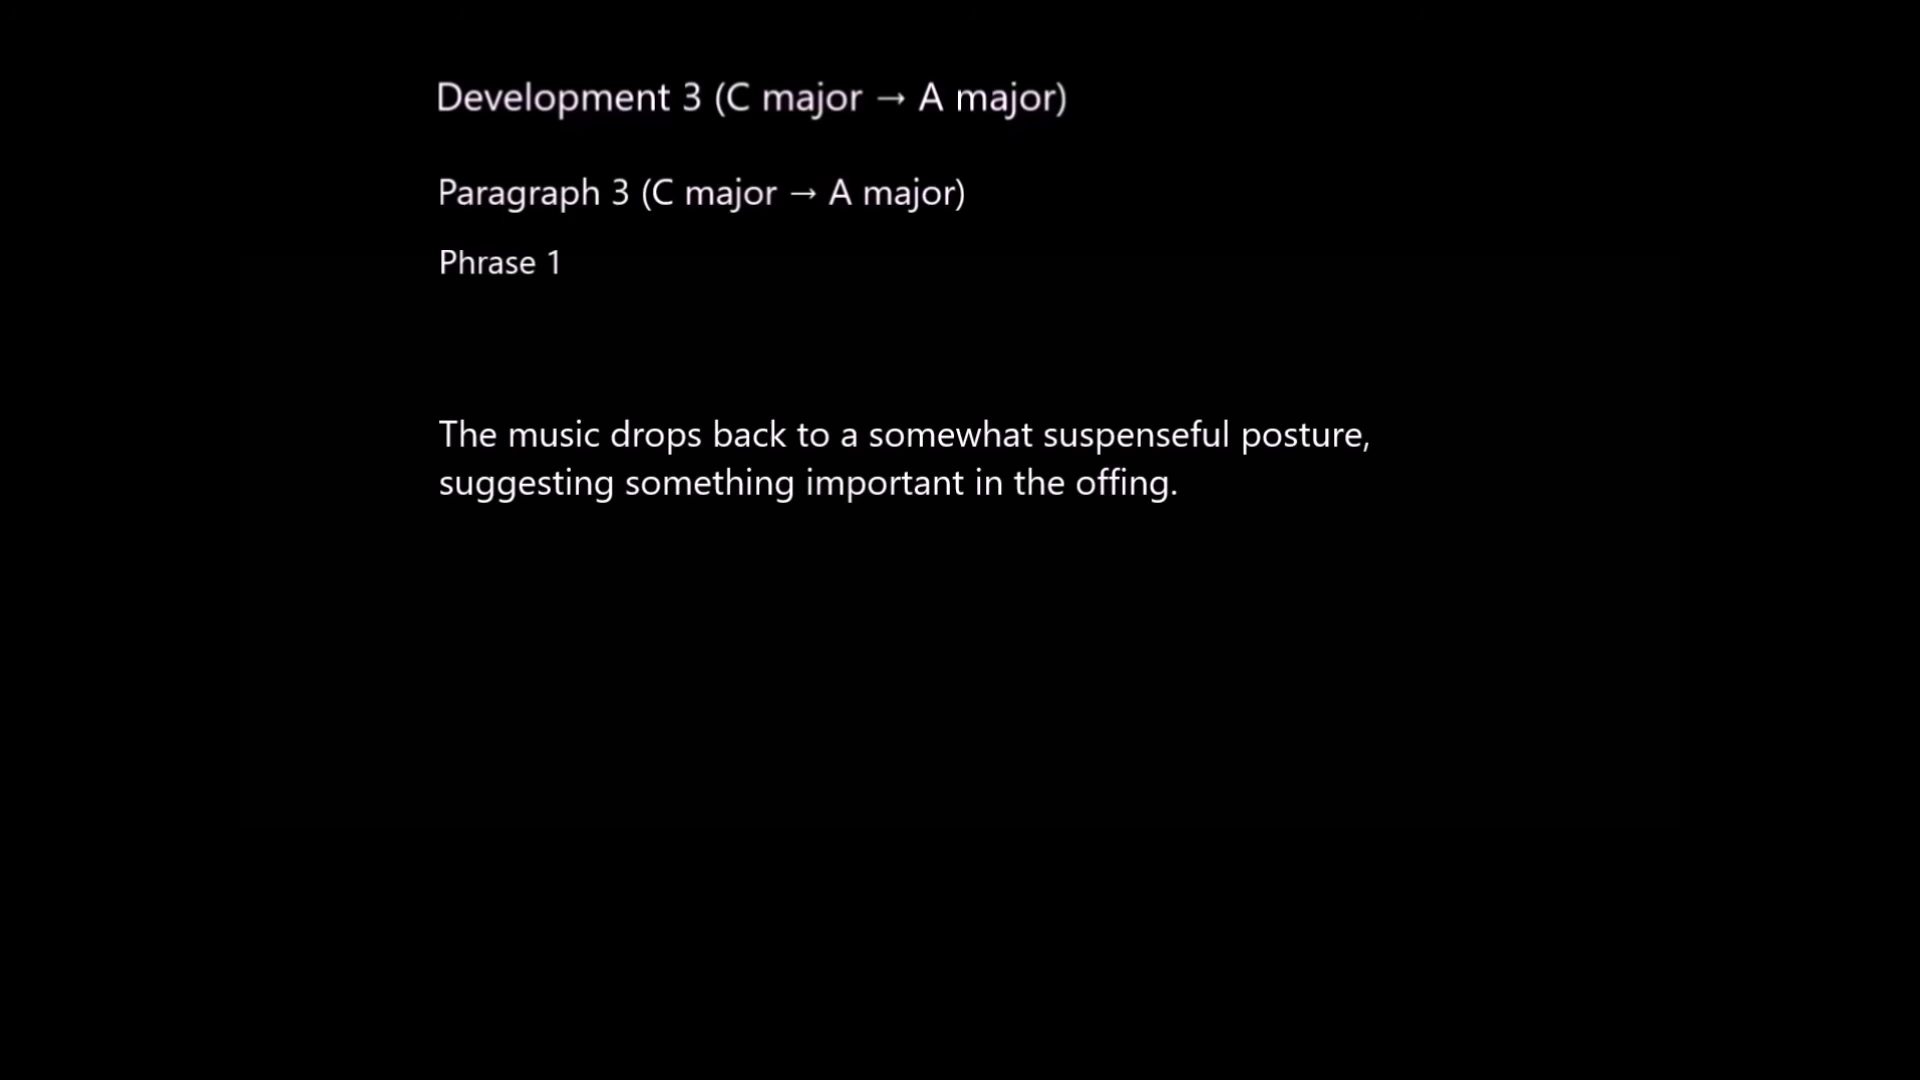 Development 3 (C major → A major)
Paragraph 3 (C major → A major)
Phrase 1
The music drops back to a somewhat suspenseful posture,
suggesting something important in the offing.